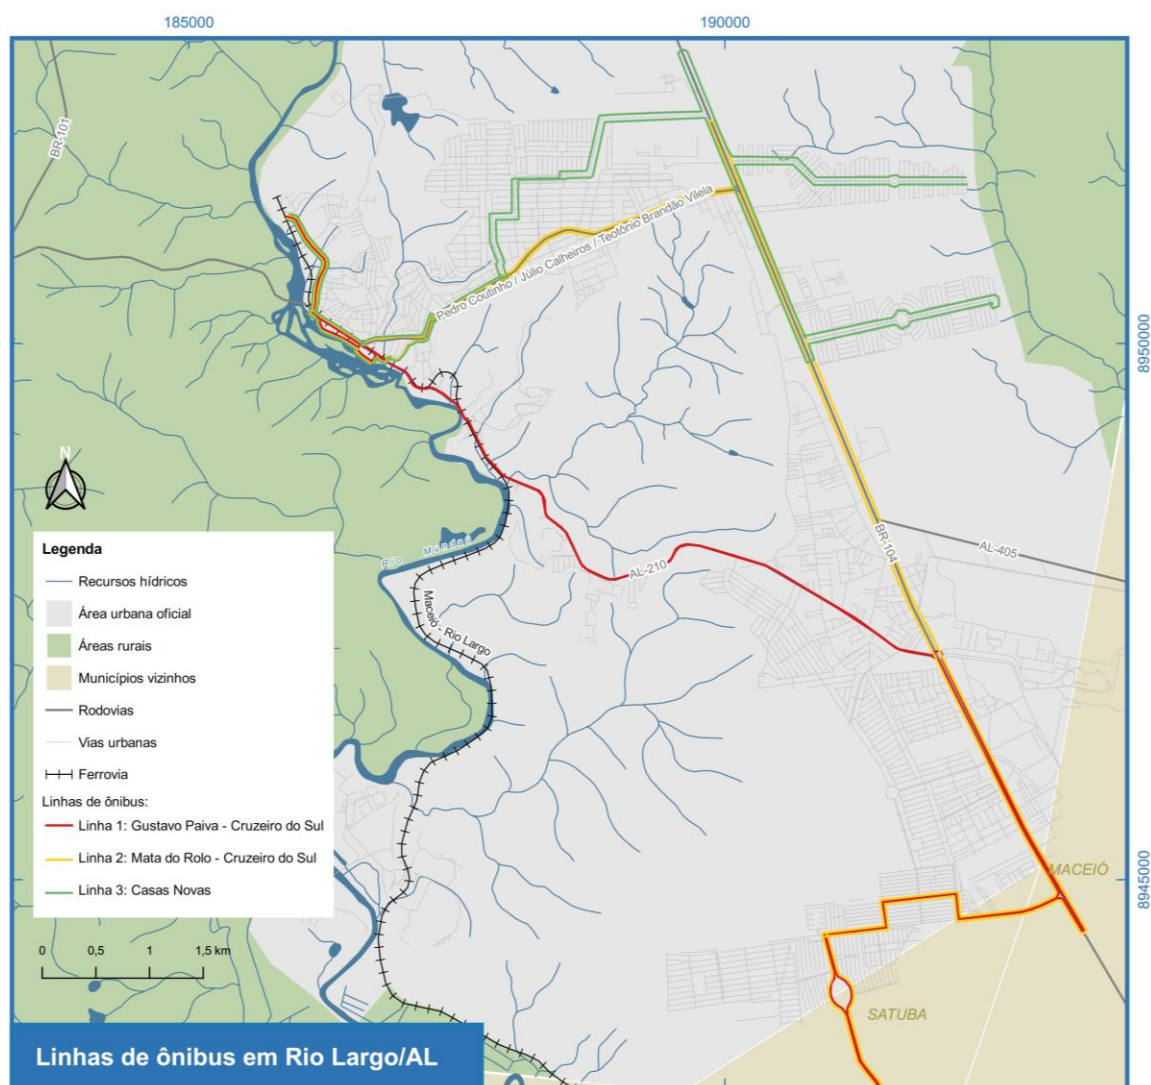 185000
190000
BR-101
Pedro Coutinho / Júlio Calheiros / Teotônio Brandão Vilela
8950000
N
BR-104
AL-405
Rio Mundaú
AL-210
Maceió - Rio Largo
Legenda
Recursos hídricos
Área urbana oficial
Áreas rurais
Municípios vizinhos
Rodovias
Vias urbanas
Ferrovia
Linhas de ônibus:
Linha 1: Gustavo Paiva - Cruzeiro do Sul
Linha 2: Mata do Rolo - Cruzeiro do Sul
Linha 3: Casas Novas
MACEIÓ
8945000
0 0,5 1 1,5 km
SATUBA
Linhas de ônibus em Rio Largo/AL